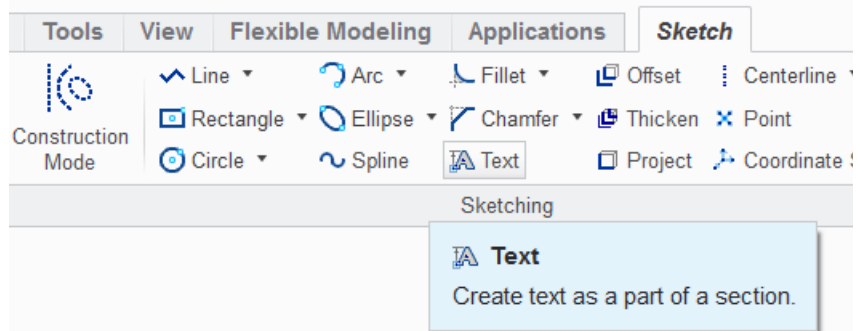 Tools View Flexible Modeling Applications Sketch
Line Arc Fillet Offset Centerline
Construction Mode Rectangle Ellipse Chamfer Thicken Point
Circle Spline Text Project Coordinate
Sketching
Text
Create text as a part of a section.